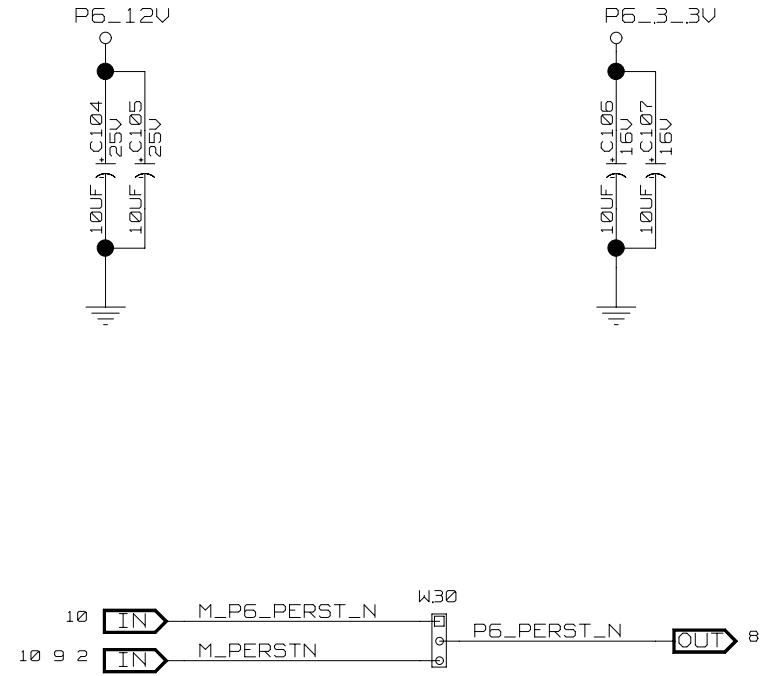 P6_12V
P6_3_3V
C104
25V
C105
25V
10UF
10UF
C106
16V
C107
16V
10UF
10UF
W30
10
IN
M_P6_PERST_N
P6_PERST_N
OUT
8
10 9 2
IN
M_PERSTN